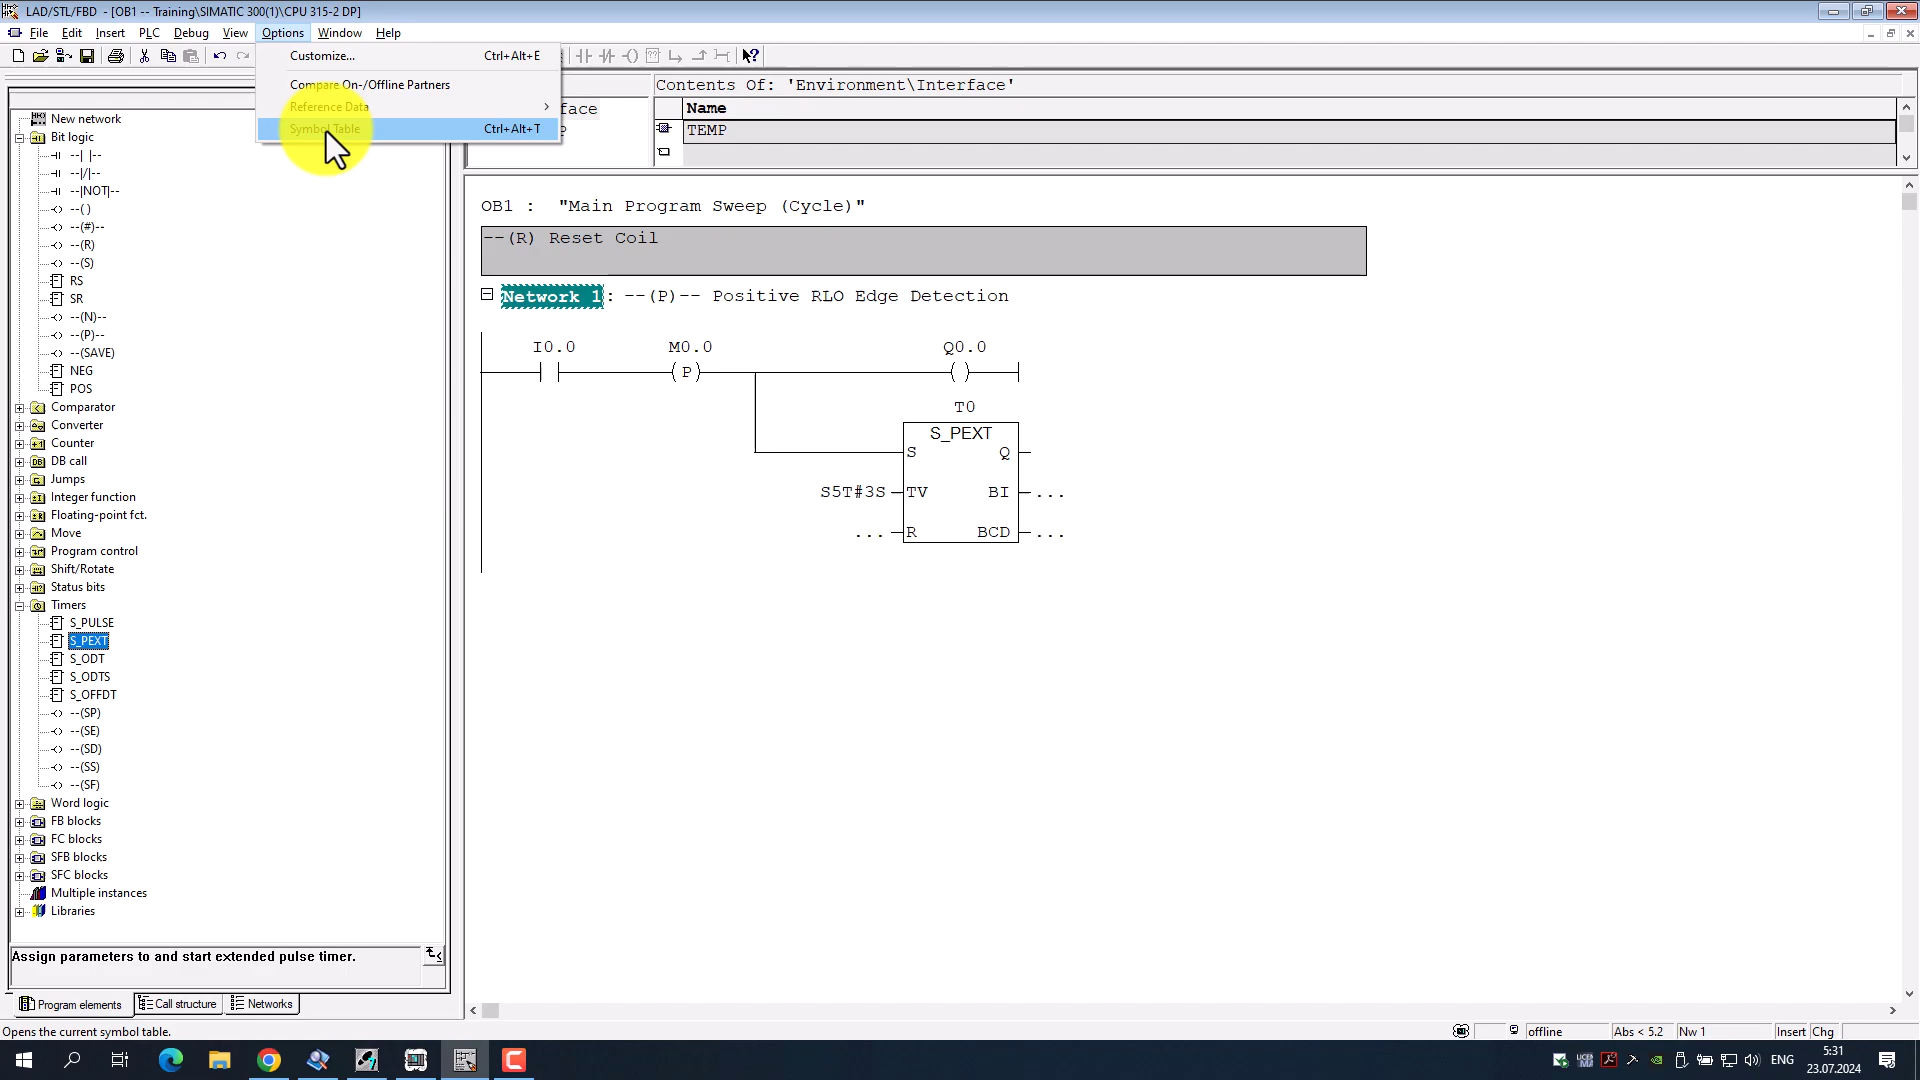 LAD/STL/FBD - [OB1 -- Training\SIMATIC 300(1)\CPU 315-2 DP]
File Edit Insert PLC Debug View Options Window Help
Customize... Ctrl+Alt+E
Compare On-/Offline Partners
Reference Data
Symbol Table Ctrl+Alt+T
Contents Of: 'Environment\Interface'
Name
TEMP
New network
Bit logic
--| |--
--|/|--
--|NOT|--
--( )
--(#)--
--(R)
--(S)
RS
SR
--(N)--
--(P)--
--(SAVE)
NEG
POS
Comparator
Converter
Counter
DB call
Jumps
Integer function
Floating-point fct.
Move
Program control
Shift/Rotate
Status bits
Timers
S_PULSE
S_PEXT
S_ODT
S_ODTS
S_OFFDT
--(SP)
--(SE)
--(SD)
--(SS)
--(SF)
Word logic
FB blocks
FC blocks
SFB blocks
SFC blocks
Multiple instances
Libraries
Assign parameters to and start extended pulse timer.
Program elements Call structure Networks
OB1 : "Main Program Sweep (Cycle)"
--(R) Reset Coil
Network 1: --(P)-- Positive RLO Edge Detection
I0.0 M0.0 Q0.0
(P) ( )
T0
S_PEXT
S Q
S5T#3S TV BI ...
... R BCD ...
Opens the current symbol table.
offline Abs < 5.2 Nw 1 Insert Chg
ENG
5:31
23.07.2024